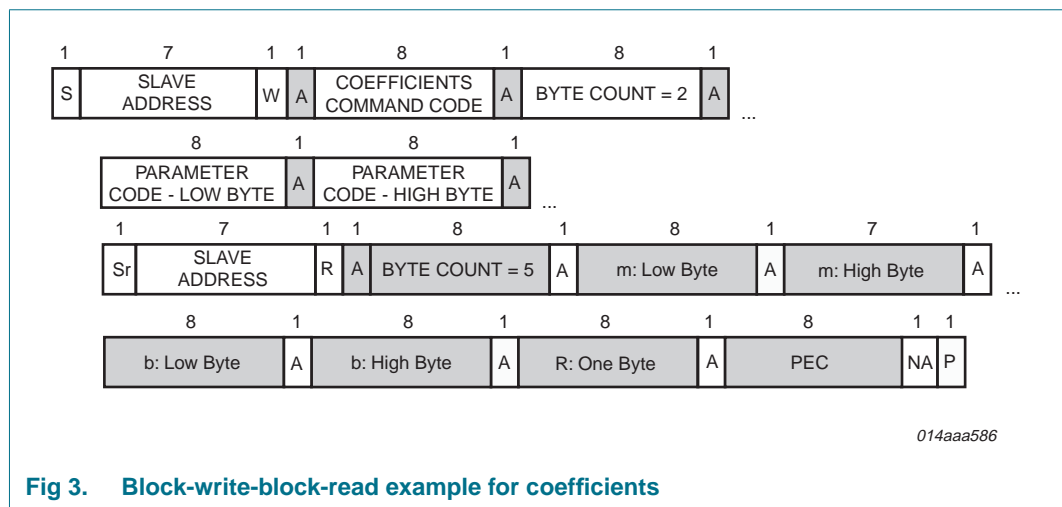 1 7 1 1 8 1 8 1
S SLAVE ADDRESS W A COEFFICIENTS COMMAND CODE A BYTE COUNT = 2 A ...
8 1 8 1
PARAMETER CODE - LOW BYTE A PARAMETER CODE - HIGH BYTE A ...
1 7 1 1 8 1 8 1 7 1
Sr SLAVE ADDRESS R A BYTE COUNT = 5 A m: Low Byte A m: High Byte A ...
8 1 8 1 8 1 8 1 1
b: Low Byte A b: High Byte A R: One Byte A PEC NA P
014aaa586
Fig 3. Block-write-block-read example for coefficients